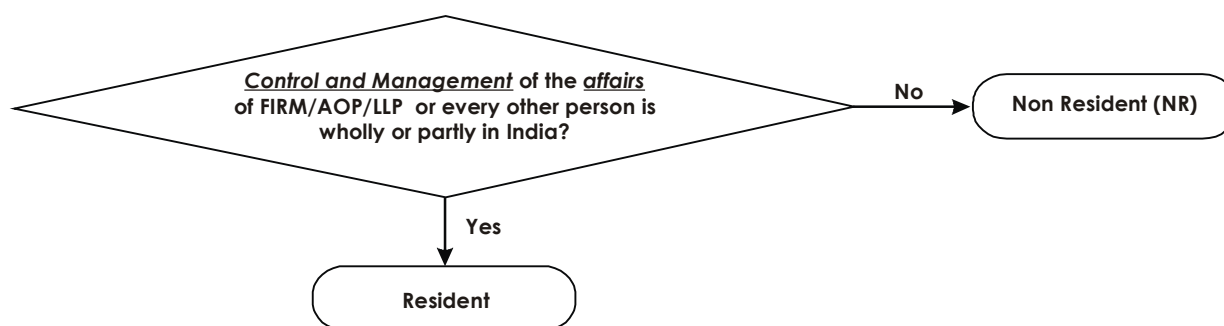 Control and Management of the affairs
of FIRM/AOP/LLP or every other person is
wholly or partly in India?
No
Non Resident (NR)
Yes
Resident